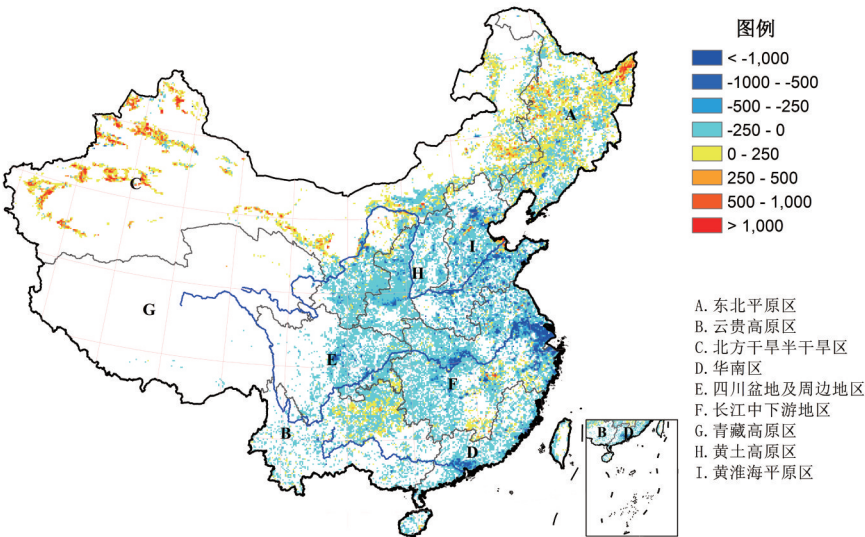 图例
< -1,000
-1000 - -500
-500 - -250
-250 - 0
0 - 250
250 - 500
500 - 1,000
> 1,000
A
C
I
H
G
E
F
B
D
B
D
A.东北平原区
B.云贵高原区
C.北方干旱半干旱区
D.华南区
E.四川盆地及周边地区
F.长江中下游地区
G.青藏高原区
H.黄土高原区
I.黄淮海平原区